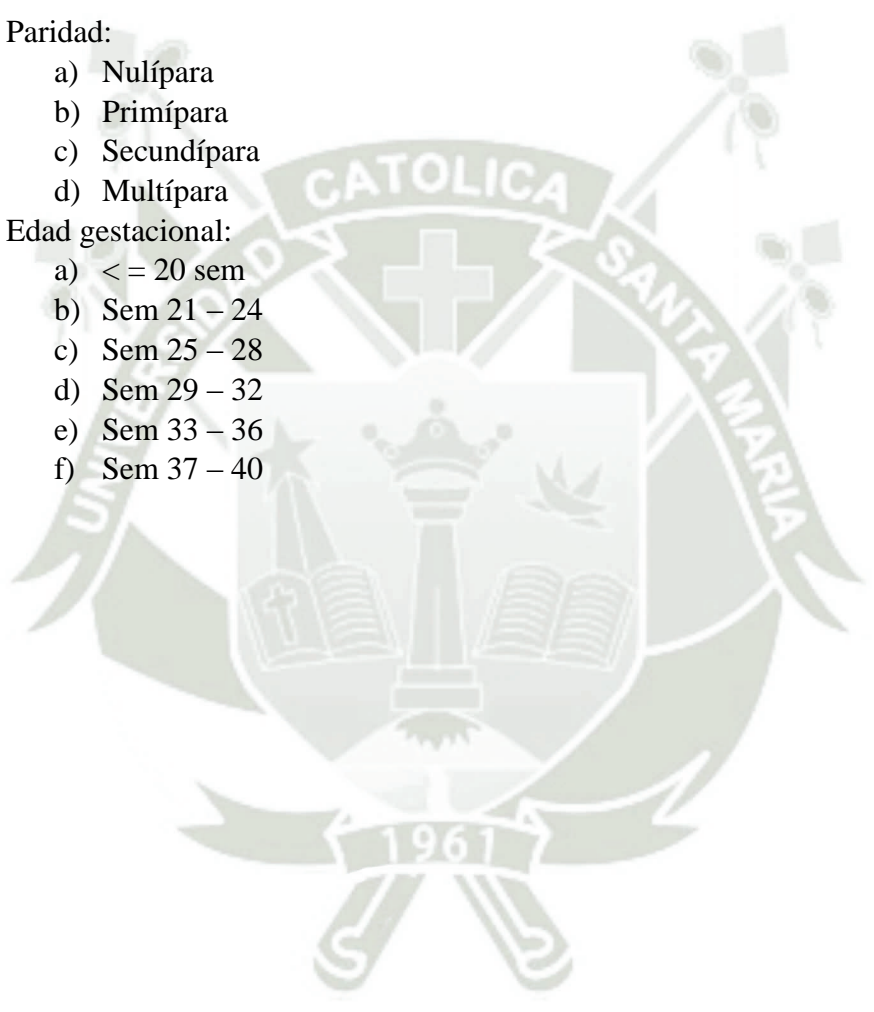 Paridad:
a) Nulípara
b) Primípara
c) Secundípara
d) Multípara
Edad gestacional:
a) < = 20 sem
b) Sem 21 – 24
c) Sem 25 – 28
d) Sem 29 – 32
e) Sem 33 – 36
f) Sem 37 – 40
UNIVERSIDAD CATOLICA SANTA MARIA
1961